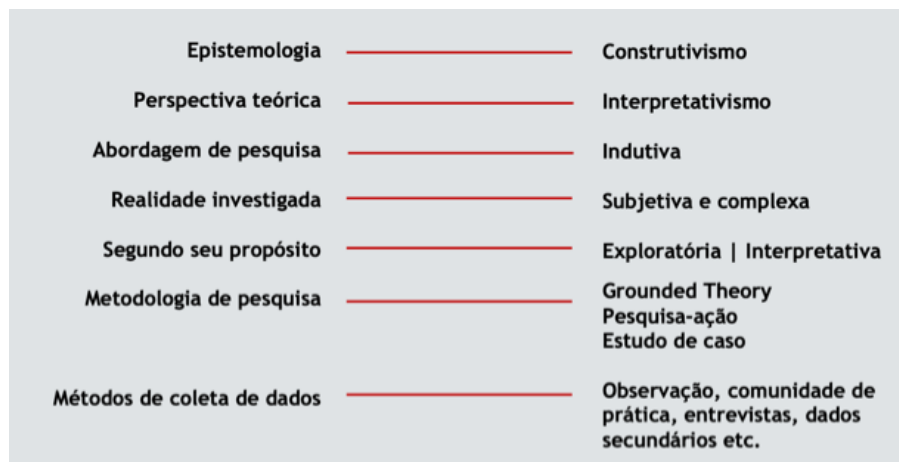 Epistemologia Construtivismo
Perspectiva teórica Interpretativismo
Abordagem de pesquisa Indutiva
Realidade investigada Subjetiva e complexa
Segundo seu propósito Exploratória | Interpretativa
Metodologia de pesquisa Grounded Theory
Pesquisa-ação
Estudo de caso
Métodos de coleta de dados Observação, comunidade de
prática, entrevistas, dados
secundários etc.